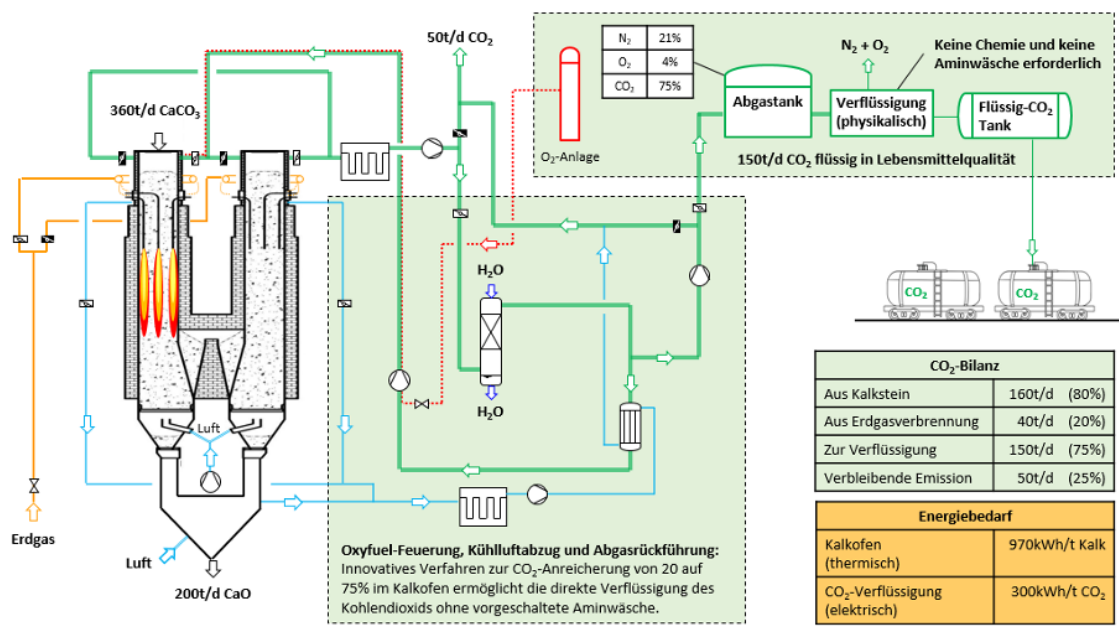 50t/d CO₂
360t/d CaCO₃
N₂ 21%
O₂ 4%
CO₂ 75%
N₂ + O₂
Keine Chemie und keine
Aminwäsche erforderlich
Abgastank
Verflüssigung
(physikalisch)
Flüssig-CO₂
Tank
O₂-Anlage
150t/d CO₂ flüssig in Lebensmittelqualität
H₂O
H₂O
CO₂
CO₂
Luft
Erdgas
Luft
200t/d CaO
Oxyfuel-Feuerung, Kühlluftabzug und Abgasrückführung:
Innovatives Verfahren zur CO₂-Anreicherung von 20 auf
75% im Kalkofen ermöglicht die direkte Verflüssigung des
Kohlendioxids ohne vorgeschaltete Aminwäsche.
CO₂-Bilanz
Aus Kalkstein 160t/d (80%)
Aus Erdgasverbrennung 40t/d (20%)
Zur Verflüssigung 150t/d (75%)
Verbleibende Emission 50t/d (25%)
Energiebedarf
Kalkofen 970kWh/t Kalk
(thermisch)
CO₂-Verflüssigung 300kWh/t CO₂
(elektrisch)